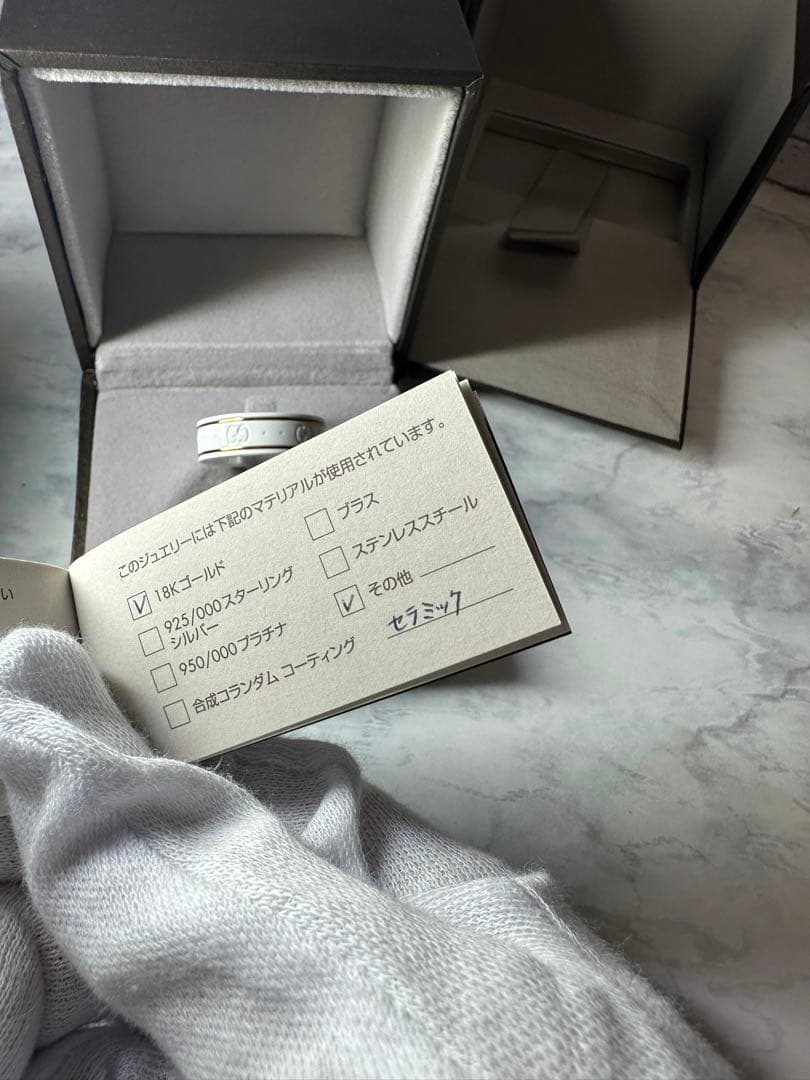 い
このジュエリーには下記のマテリアルが使用されています。
18Kゴールド
925/000スターリング
シルバー
950/000プラチナ
合成コランダム コーティング
ブラス
ステンレススチール
その他
セラミック